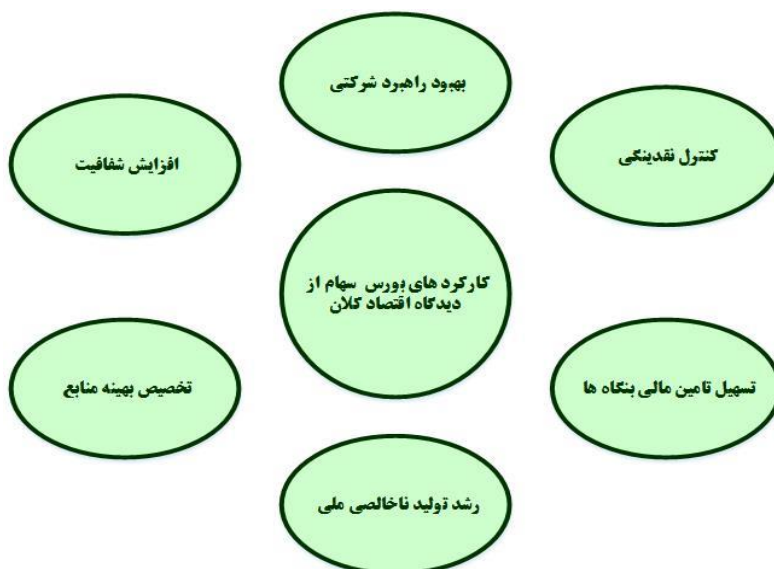 بهبود راهبرد شرکتی
کنترل نقدینگی
افزایش شفافیت
کارکرد های بورس سهام از
دیدگاه اقتصاد کلان
تسهیل تامین مالی بنگاه ها
تخصیص بهینه منابع
رشد تولید ناخالصی ملی